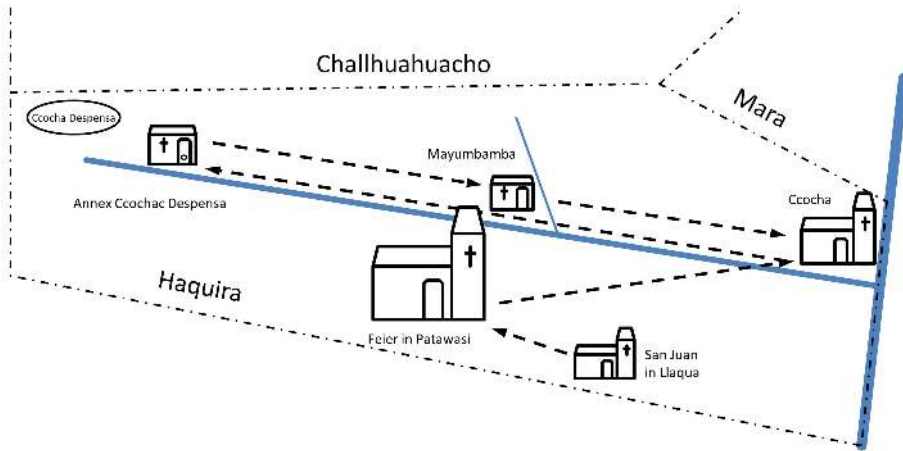 Challhuahuacho
Mara
Ccocha Despensa
Mayumbamba
Annex Ccochac Despensa
Ccocha
Haquira
Feier in Patawasi
San Juan
in Llaqua